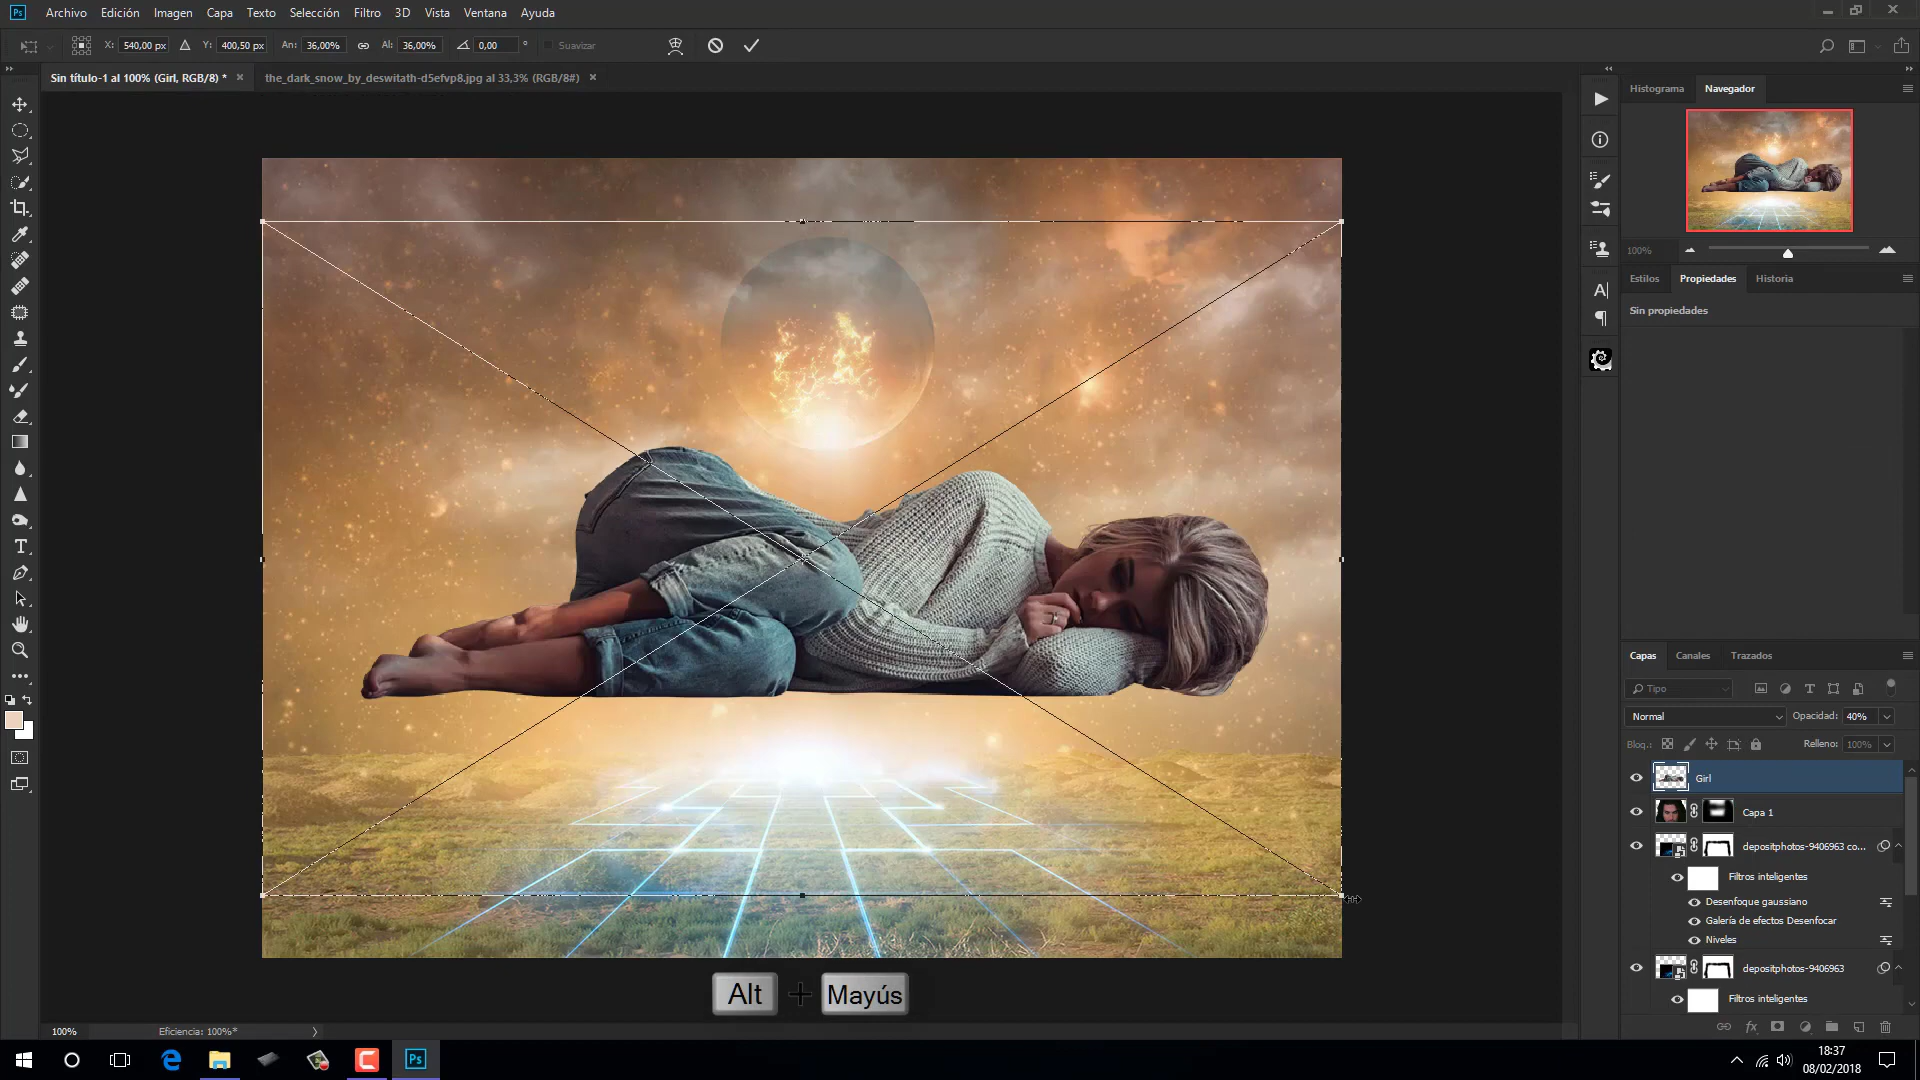 Ps Archivo Edición Imagen Capa Texto Selección Filtro 3D Vista Ventana Ayuda
X: 540,00 px Y: 400,50 px An: 36,00% Al: 36,00% 0,00 ° Suavizar
Sin título-1 al 100% (Girl, RGB/8) * × the_dark_snow_by_deswitath-d5efvp8.jpg al 33,3% (RGB/8#) ×
Histograma Navegador
100%
Estilos Propiedades Historia
Sin propiedades
Capas Canales Trazados
Tipo
Normal Opacidad: 40%
Bloq.: Relleno: 100%
Girl
Capa 1
depositphotos-9406963 co...
Filtros inteligentes
Desenfoque gaussiano
Galería de efectos Desenfocar
Niveles
depositphotos-9406963
Filtros inteligentes
Alt + Mayús
100% Eficiencia: 100%*
Ps
18:37
08/02/2018